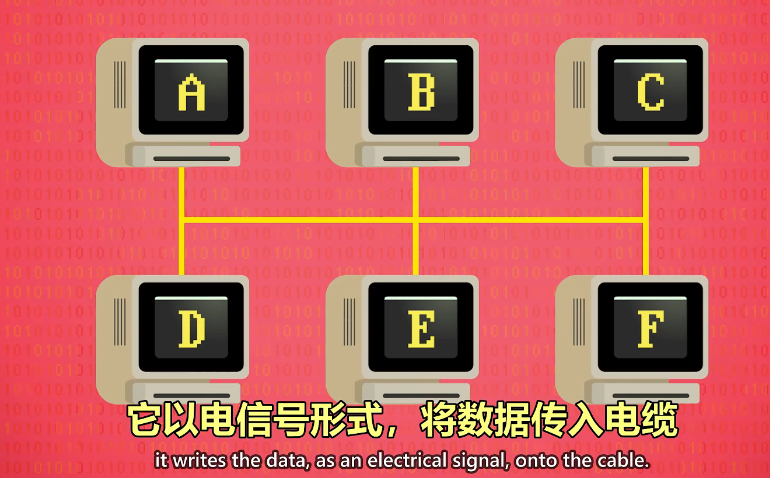 A B C
D E F
它以电信号形式，将数据传入电缆
it writes the data, as an electrical signal, onto the cable.